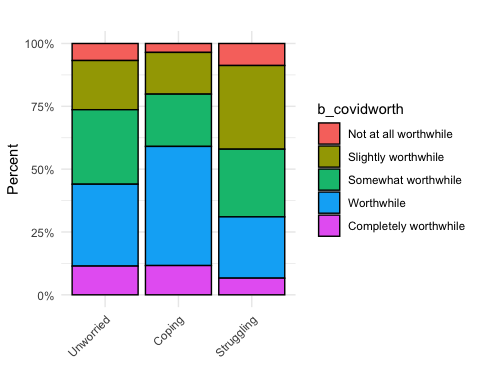 Percent
100%
75%
50%
25%
0%
Unworried
Coping
Struggling
b_covidworth
Not at all worthwhile
Slightly worthwhile
Somewhat worthwhile
Worthwhile
Completely worthwhile